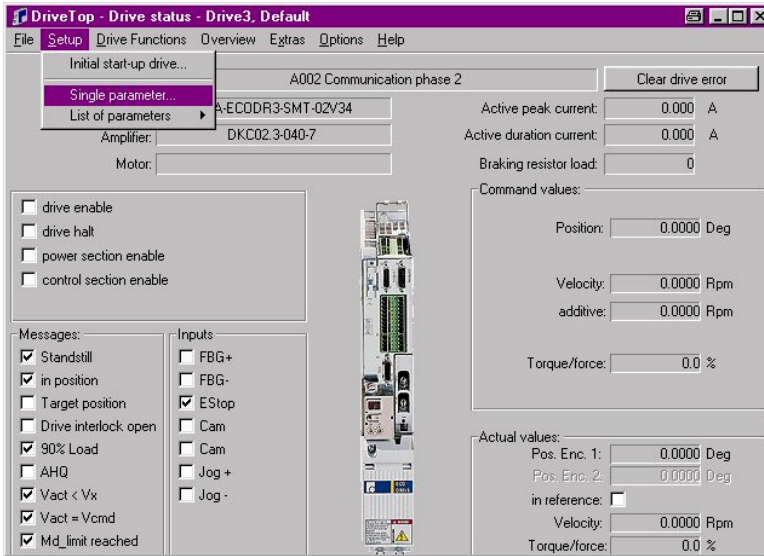 DriveTop - Drive status - Drive3, Default
File Setup Drive Functions Overview Extras Options Help
Initial start-up drive...
Single parameter...
List of parameters
A002 Communication phase 2
Clear drive error
A-ECODR3-SMT-02V34
Active peak current: 0.000 A
Amplifier: DKC02.3-040-7
Active duration current: 0.000 A
Motor:
Braking resistor load: 0
drive enable
drive halt
power section enable
control section enable
Command values:
Position: 0.0000 Deg
Velocity: 0.0000 Rpm
additive: 0.0000 Rpm
Torque/force: 0.0 %
Messages:
Standstill
in position
Target position
Drive interlock open
90% Load
AHQ
Vact < Vx
Vact = Vcmd
Md_limit reached
Inputs
FBG+
FBG-
EStop
Cam
Cam
Jog +
Jog -
Actual values:
Pos. Enc. 1: 0.0000 Deg
Pos. Enc. 2: 0.0000 Deg
in reference:
Velocity: 0.0000 Rpm
Torque/force: 0.0 %